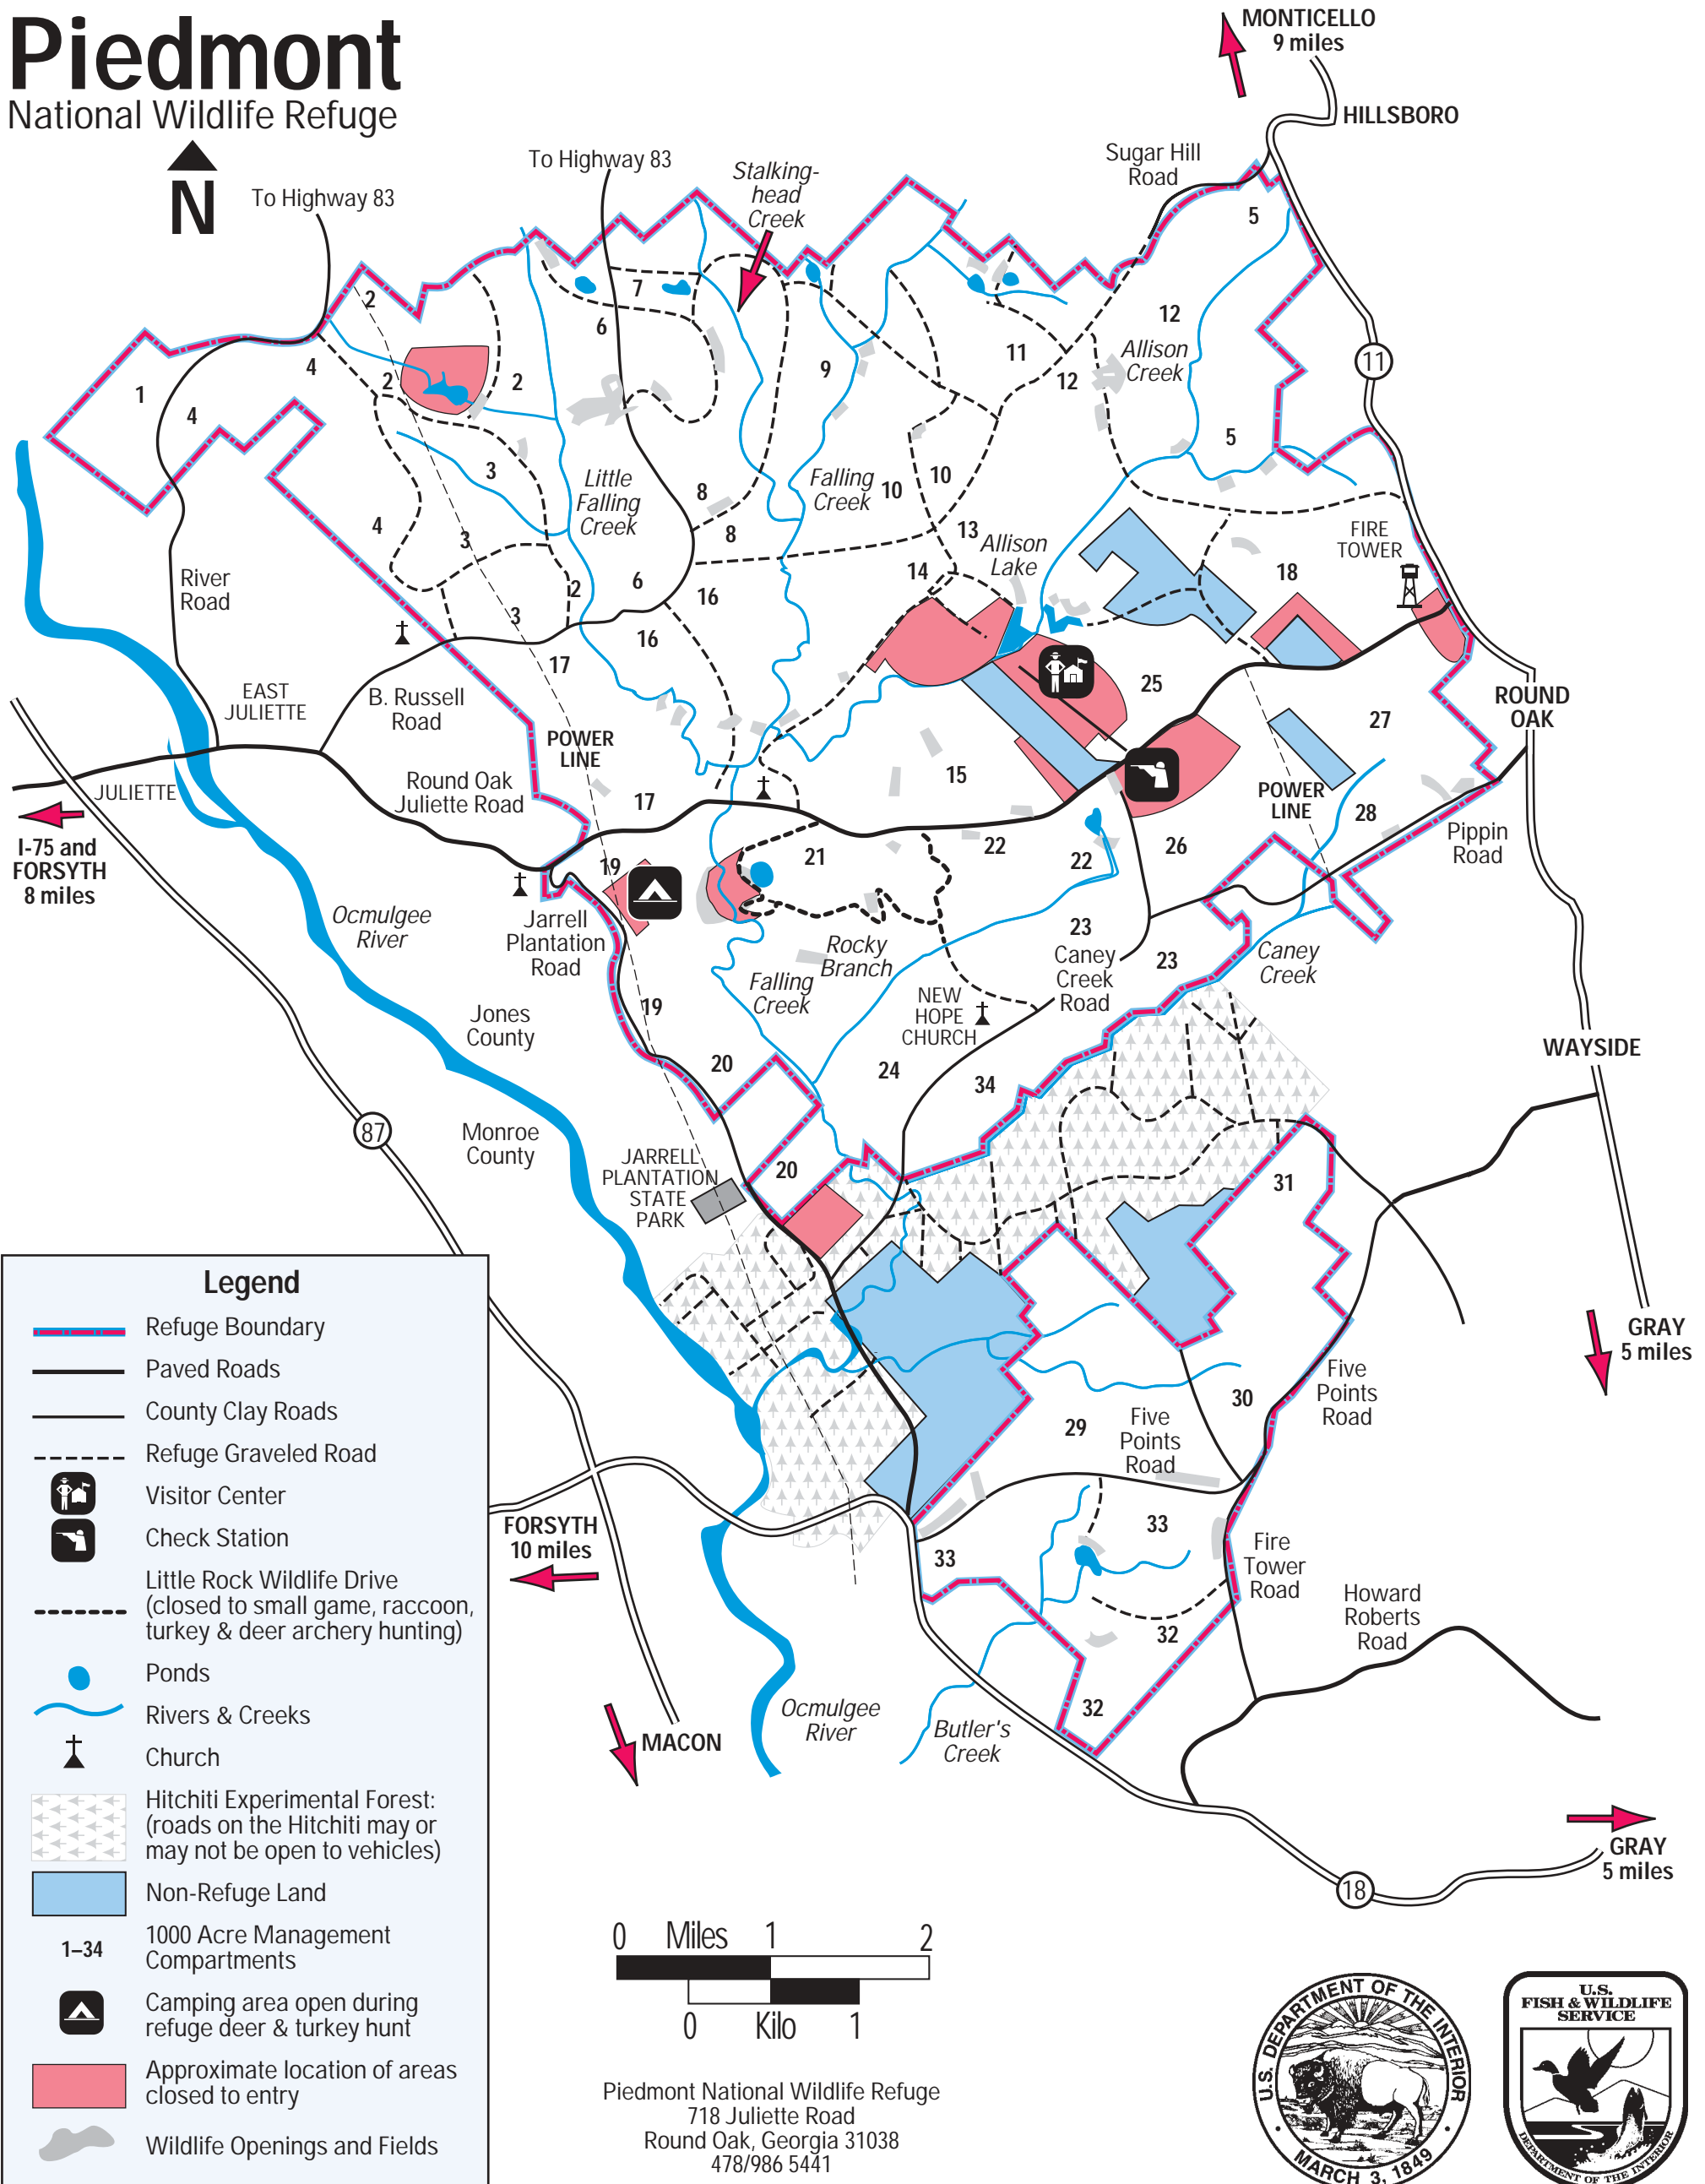 Piedmont
National Wildlife Refuge
N
To Highway 83
To Highway 83
Stalking-
head
Creek
MONTICELLO
9 miles
HILLSBORO
Sugar Hill
Road
5
2
7
6
12
11
Allison
Creek
12
11
1
4
4
2
2
9
5
3
Little
Falling
Creek
8
Falling
Creek
10
10
4
3
8
13
Allison
Lake
FIRE
TOWER
River
Road
2
6
16
14
18
3
16
17
25
EAST
JULIETTE
B. Russell
Road
ROUND
OAK
27
POWER
LINE
Round Oak
Juliette Road
JULIETTE
17
15
POWER
LINE
28
Pippin
Road
I-75 and
FORSYTH
8 miles
19
21
22
22
26
Ocmulgee
River
Jarrell
Plantation
Road
Rocky
Branch
23
Caney
Creek
Road
23
Caney
Creek
Falling
Creek
NEW
HOPE
CHURCH
19
Jones
County
WAYSIDE
20
24
34
87
Monroe
County
JARRELL
PLANTATION
STATE
PARK
20
31
GRAY
5 miles
Five
Points
Road
30
29
Five
Points
Road
FORSYTH
10 miles
33
33
Fire
Tower
Road
Howard
Roberts
Road
32
32
MACON
Ocmulgee
River
Butler's
Creek
GRAY
5 miles
18
Legend
Refuge Boundary
Paved Roads
County Clay Roads
Refuge Graveled Road
Visitor Center
Check Station
Little Rock Wildlife Drive
(closed to small game, raccoon,
turkey & deer archery hunting)
Ponds
Rivers & Creeks
Church
Hitchiti Experimental Forest:
(roads on the Hitchiti may or
may not be open to vehicles)
Non-Refuge Land
1–34
1000 Acre Management
Compartments
Camping area open during
refuge deer & turkey hunt
Approximate location of areas
closed to entry
Wildlife Openings and Fields
0 Miles 1 2
0 Kilo 1
Piedmont National Wildlife Refuge
718 Juliette Road
Round Oak, Georgia 31038
478/986 5441
U.S. DEPARTMENT OF THE INTERIOR
MARCH 3, 1849
U.S.
FISH & WILDLIFE
SERVICE
DEPARTMENT OF THE INTERIOR